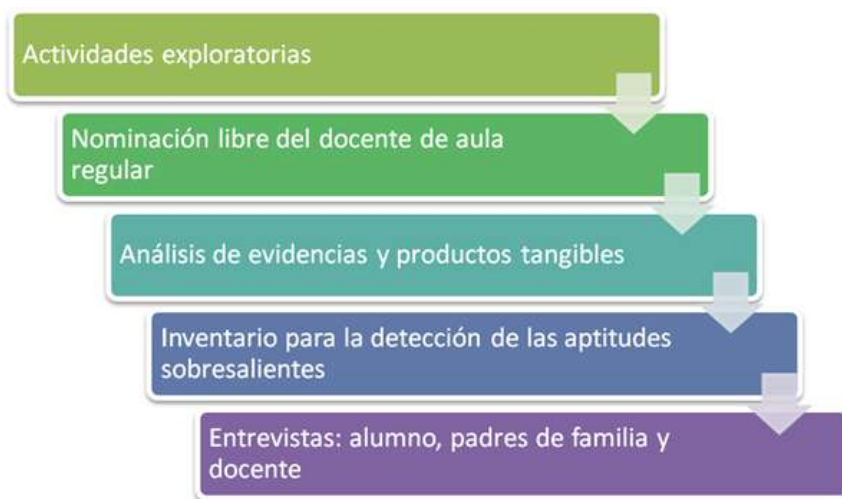 Actividades exploratorias
Nominación libre del docente de aula
regular
Análisis de evidencias y productos tangibles
Inventario para la detección de las aptitudes
sobresalientes
Entrevistas: alumno, padres de familia y
docente